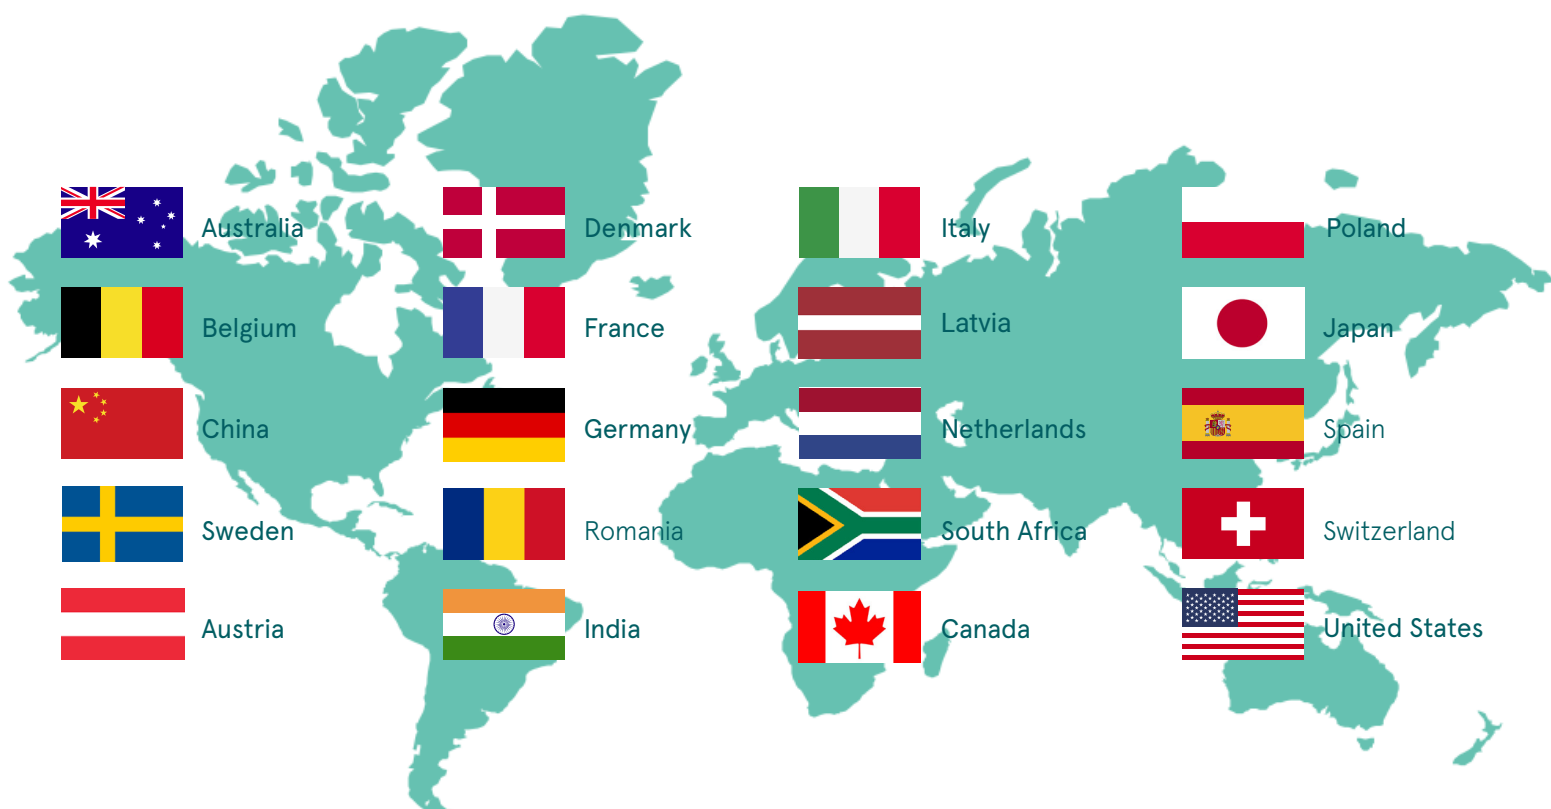 Australia
Belgium
China
Sweden
Austria
Denmark
France
Germany
Romania
India
Italy
Latvia
Netherlands
South Africa
Canada
Poland
Japan
Spain
Switzerland
United States